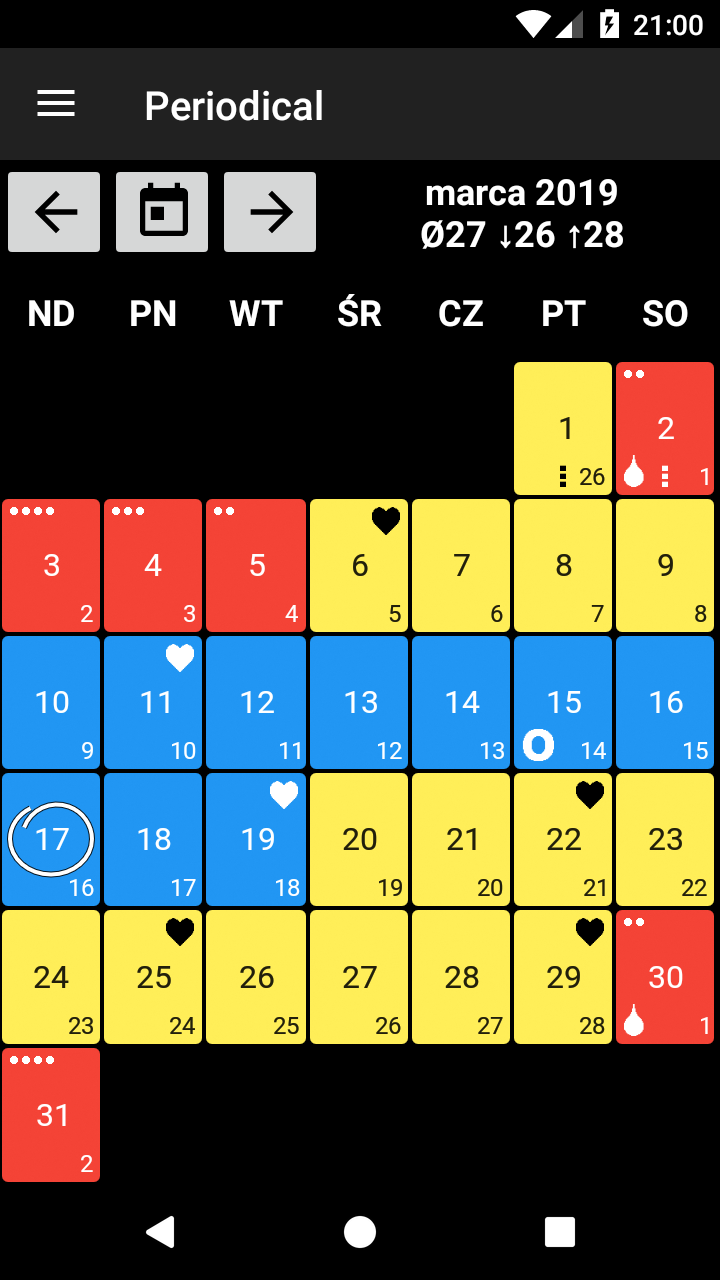 21:00
Periodical
marca 2019
Ø27 ↓26 ↑28
ND PN WT ŚR CZ PT SO
1 2
26 1
3 4 5 6 7 8 9
2 3 4 5 6 7 8
10 11 12 13 14 15 16
9 10 11 12 13 O 14 15
17 18 19 20 21 22 23
16 17 18 19 20 21 22
24 25 26 27 28 29 30
23 24 25 26 27 28 1
31
2